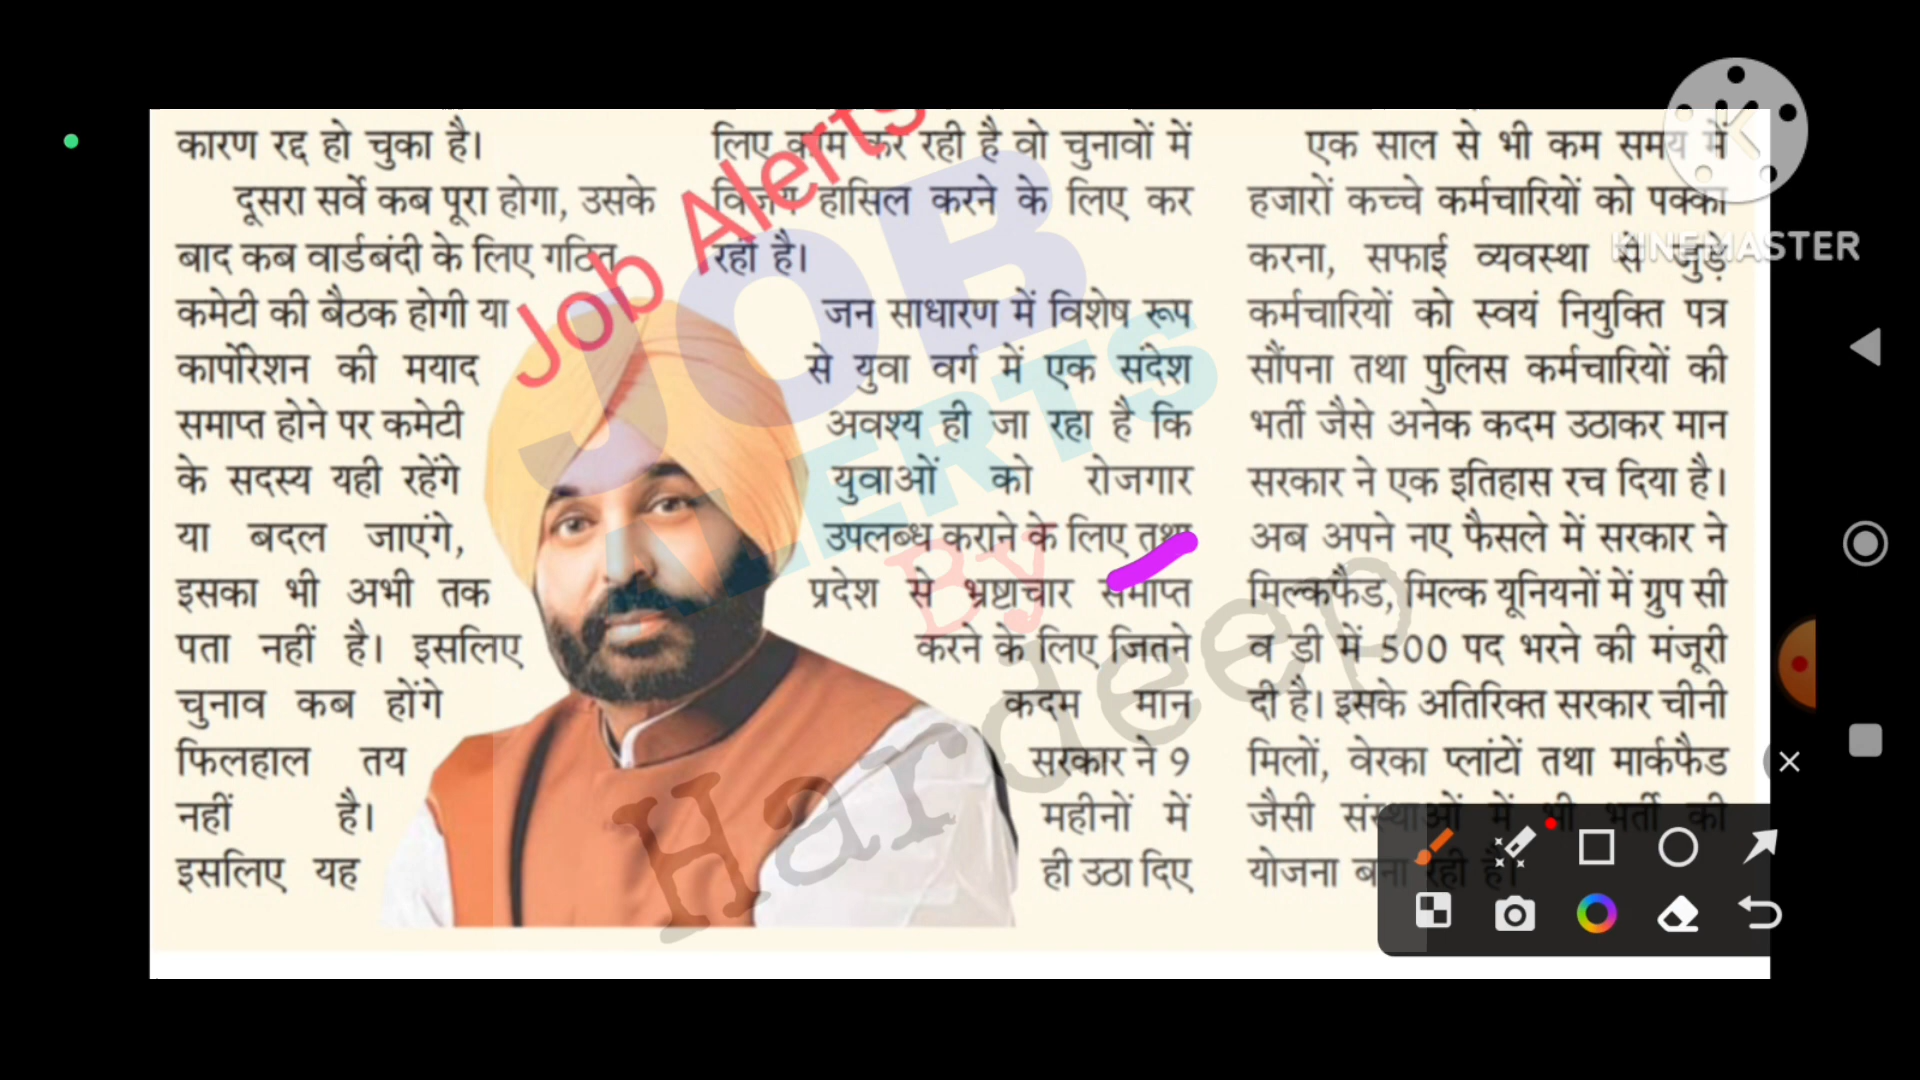 कारण रद्द हो चुका है।
दूसरा सर्वे कब पूरा होगा, उसके
बाद कब वार्डबंदी के लिए गठित
कमेटी की बैठक होगी या
कार्पोरेशन की मयाद
समाप्त होने पर कमेटी
के सदस्य यही रहेंगे
या बदल जाएंगे,
इसका भी अभी तक
पता नहीं है। इसलिए
चुनाव कब होंगे
फिलहाल तय
नहीं है।
इसलिए यह
लिए काम कर रही है वो चुनावों में
विजय हासिल करने के लिए कर
रही है।
जन साधारण में विशेष रूप
से युवा वर्ग में एक संदेश
अवश्य ही जा रहा है कि
युवाओं को रोजगार
उपलब्ध कराने के लिए तथा
प्रदेश से भ्रष्टाचार समाप्त
करने के लिए जितने
कदम मान
सरकार ने 9
महीनों में
ही उठा दिए
एक साल से भी कम समय में
हजारों कच्चे कर्मचारियों को पक्का
करना, सफाई व्यवस्था से जुड़े
कर्मचारियों को स्वयं नियुक्ति पत्र
सौंपना तथा पुलिस कर्मचारियों की
भर्ती जैसे अनेक कदम उठाकर मान
सरकार ने एक इतिहास रच दिया है।
अब अपने नए फैसले में सरकार ने
मिल्कफैड, मिल्क यूनियनों में ग्रुप सी
व डी में 500 पद भरने की मंजूरी
दी है। इसके अतिरिक्त सरकार चीनी
मिलों, वेरका प्लांटों तथा मार्कफैड
जैसी संस्थाओं में भी भर्ती की
योजना बना रही है।
Job Alerts
JOB
ALERTS
By
Hardeep
KINEMASTER